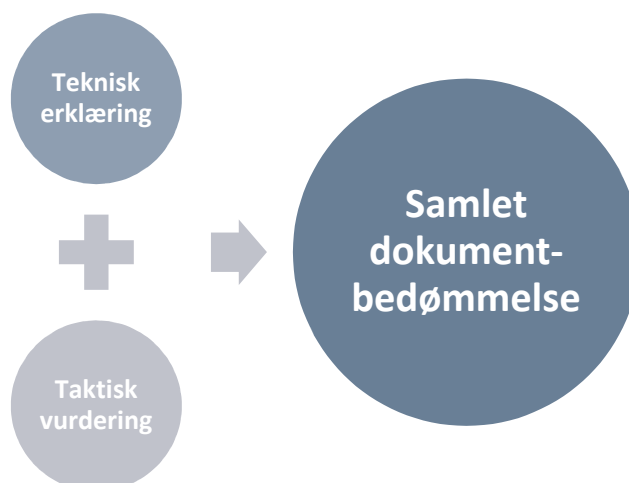 Teknisk
erklæring
Taktisk
vurdering
Samlet
dokument-
bedømmelse